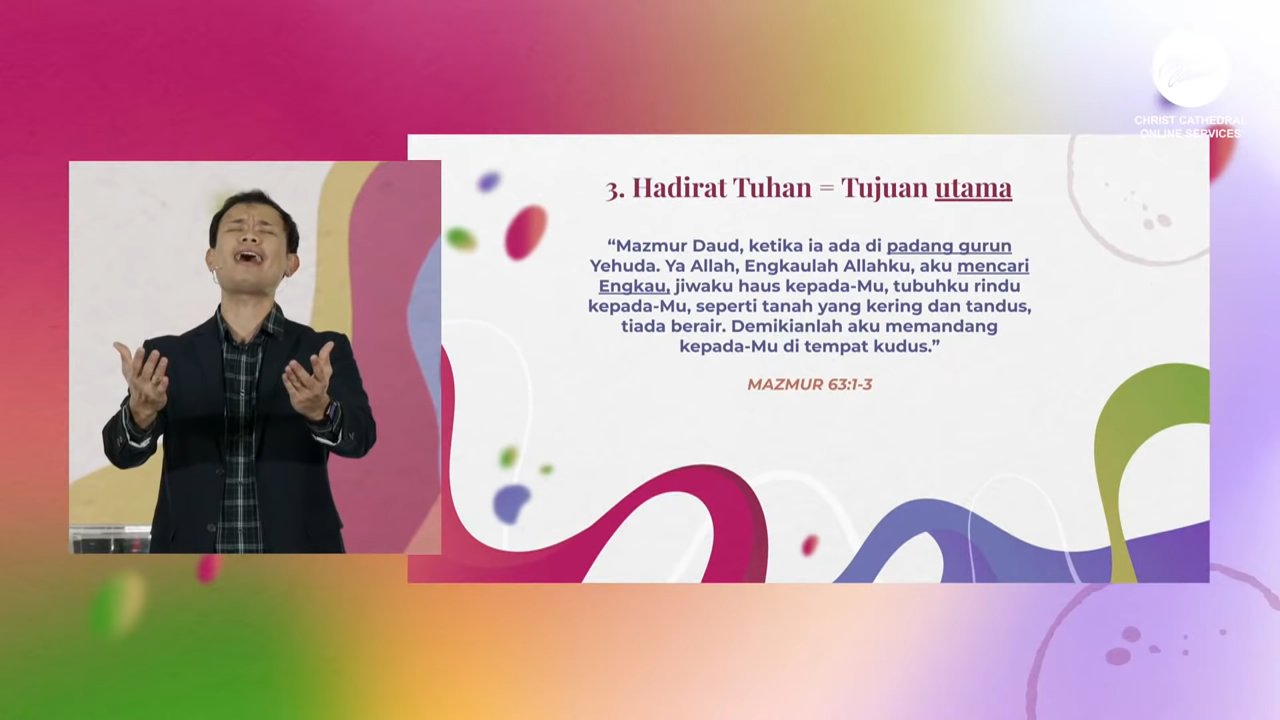 CHRIST CATHEDRAL
ONLINE SERVICES
3. Hadirat Tuhan = Tujuan utama
“Mazmur Daud, ketika ia ada di padang gurun
Yehuda. Ya Allah, Engkaulah Allahku, aku mencari
Engkau, jiwaku haus kepada-Mu, tubuhku rindu
kepada-Mu, seperti tanah yang kering dan tandus,
tiada berair. Demikianlah aku memandang
kepada-Mu di tempat kudus.”
MAZMUR 63:1-3